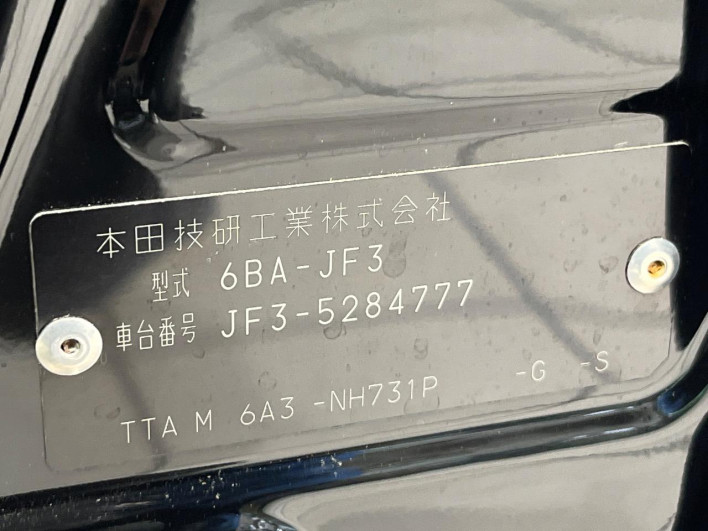 本田技研工業株式会社
型式 6BA-JF3
車台番号 JF3-5284777
TTA M 6A3 -NH731P -G -S